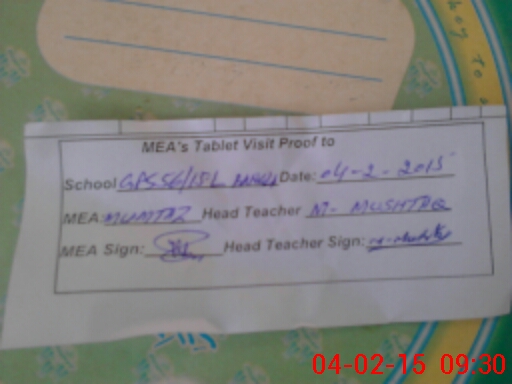 MEA's Tablet Visit Proof to
School GPS 56/15-L Date: 04-2-2015
MEA: MUMTAZ Head Teacher M- MUSHTAQ
MEA Sign: Head Teacher Sign:
04-02-15 09:30